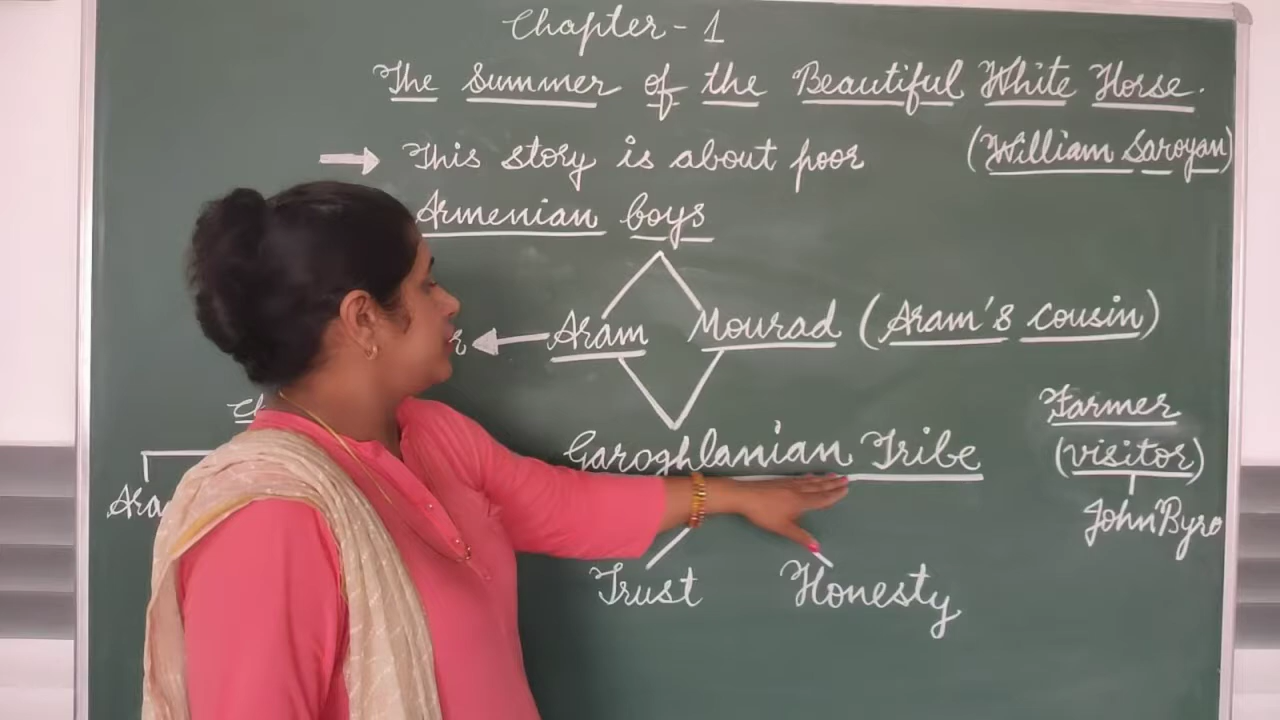 Chapter - 1
The Summer of the Beautiful White Horse.
(William Saroyan)
This story is about poor
Armenian boys
Aram Mourad (Aram's cousin)
Garoghlanian Tribe
Farmer
(visitor)
John Byro
Trust Honesty